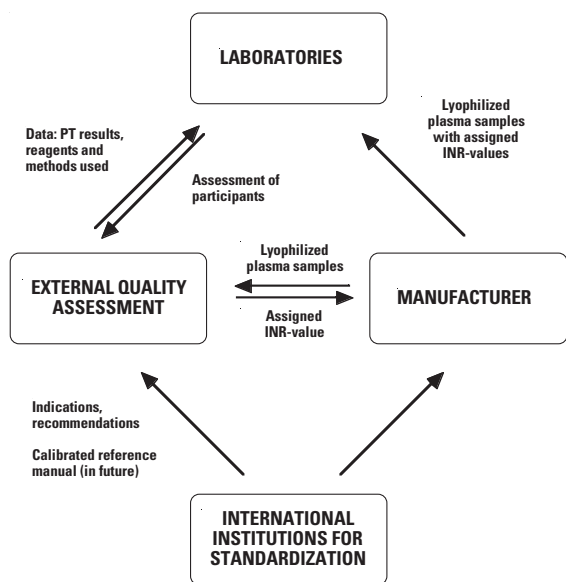 LABORATORIES
Lyophilized
plasma samples
with assigned
INR-values
Data: PT results,
reagents and
methods used
Assessment of
participants
EXTERNAL QUALITY
ASSESSMENT
Lyophilized
plasma samples
Assigned
INR-value
MANUFACTURER
Indications,
recommendations
Calibrated reference
manual (in future)
INTERNATIONAL
INSTITUTIONS FOR
STANDARDIZATION